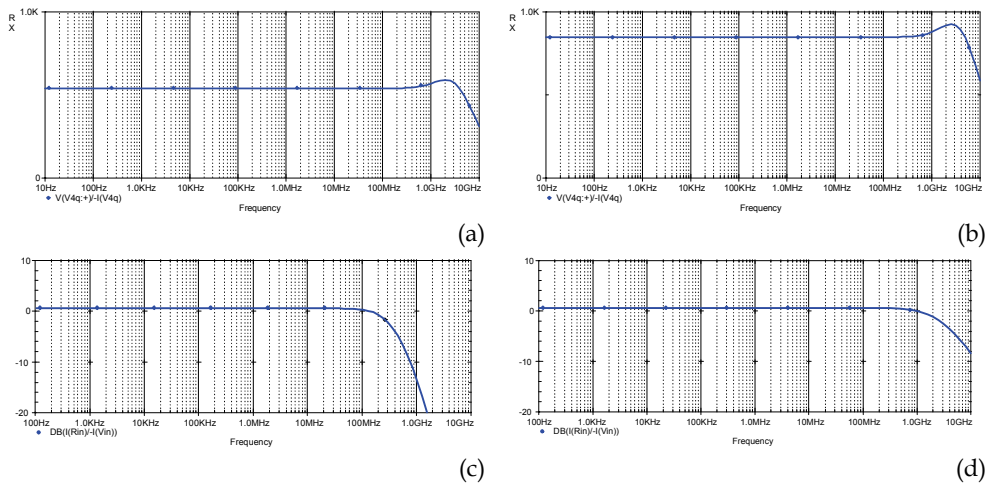 R
X
1.0K
0
10Hz 100Hz 1.0KHz 10KHz 100KHz 1.0MHz 10MHz 100MHz 1.0GHz 10GHz
V(V4q:+)/-I(V4q)
Frequency
(a)
R
X
1.0K
0
10Hz 100Hz 1.0KHz 10KHz 100KHz 1.0MHz 10MHz 100MHz 1.0GHz 10GHz
V(V4q:+)/-I(V4q)
Frequency
(b)
10
0
-10
-20
100Hz 1.0KHz 10KHz 100KHz 1.0MHz 10MHz 100MHz 1.0GHz 10GHz
DB(I(Rin)/-I(Vin))
Frequency
(c)
10
0
-10
-20
100Hz 1.0KHz 10KHz 100KHz 1.0MHz 10MHz 100MHz 1.0GHz 10GHz
DB(I(Rin)/-I(Vin))
Frequency
(d)